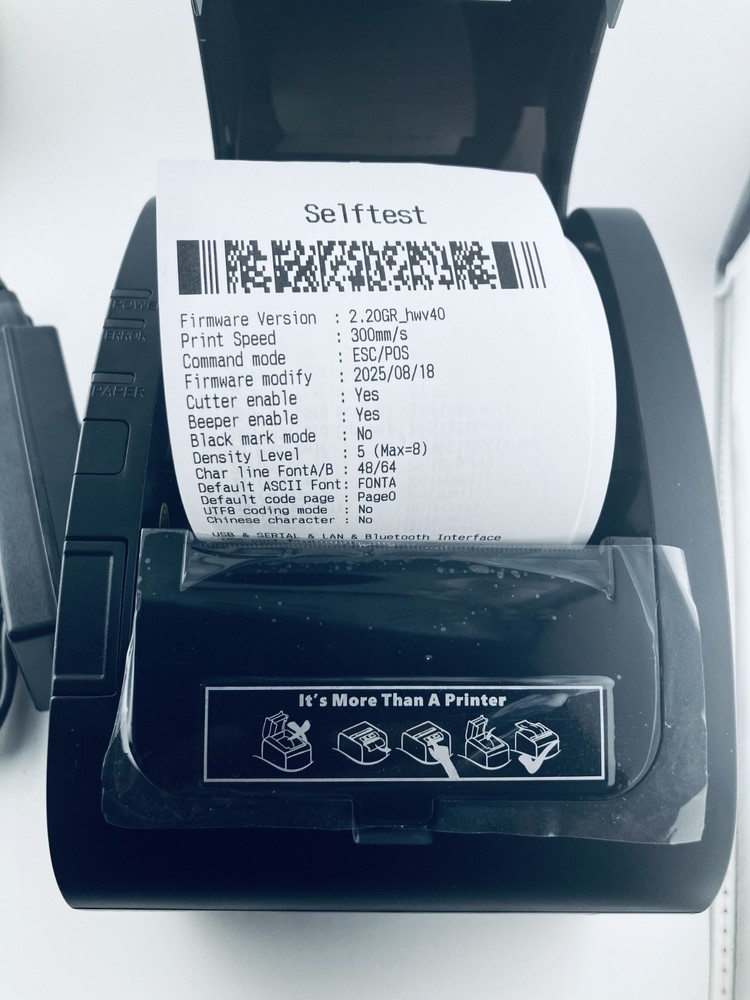 Selftest
Firmware Version : 2.20GR_hwv40
Print Speed : 300mm/s
Command mode : ESC/POS
Firmware modify : 2025/08/18
Cutter enable : Yes
Beeper enable : Yes
Black mark mode : No
Density Level : 5 (Max=8)
Char line FontA/B : 48/64
Default ASCII Font: FONTA
Default code page : Page0
UTF8 coding mode : No
Chinese character : No
USB & SERIAL & LAN & Bluetooth Interface
POWER
ERROR
PAPER
It's More Than A Printer